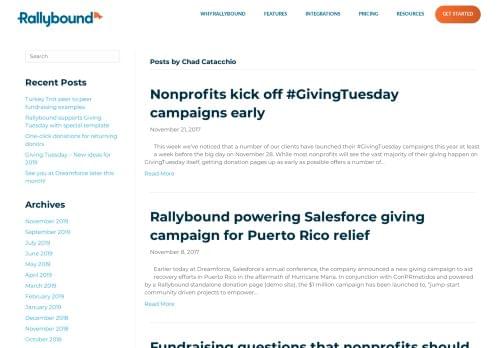 Rallybound
WHY RALLYBOUND
FEATURES
INTEGRATIONS
PRICING
RESOURCES
GET STARTED
Search
Recent Posts
Turkey Trot peer to peer
fundraising examples
Rallybound supports Giving
Tuesday with special template
One-click donations for returning
donors
Giving Tuesday – New ideas for
2019
See you at Dreamforce later this
month!
Archives
November 2019
September 2019
July 2019
June 2019
May 2019
April 2019
March 2019
February 2019
January 2019
December 2018
November 2018
October 2018
Posts by Chad Catacchio
Nonprofits kick off #GivingTuesday
campaigns early
November 21, 2017
This week we've noticed that a number of our clients have launched their #GivingTuesday campaigns this year at least
a week before the big day on November 28. While most nonprofits will see the vast majority of their giving happen on
GivingTuesday itself, getting donation pages up as early as possible offers a number of...
Read More
Rallybound powering Salesforce giving
campaign for Puerto Rico relief
November 8, 2017
Earlier today at Dreamforce, Salesforce's annual conference, the company announced a new giving campaign to aid
recovery efforts in Puerto Rico in the aftermath of Hurricane Maria. In conjunction with ConPRmetidos and powered
by a Rallybound standalone donation page (demo site), the $1 million campaign has been launched to, "jump start
community driven projects to empower...
Read More
Fundraising questions that nonprofits should